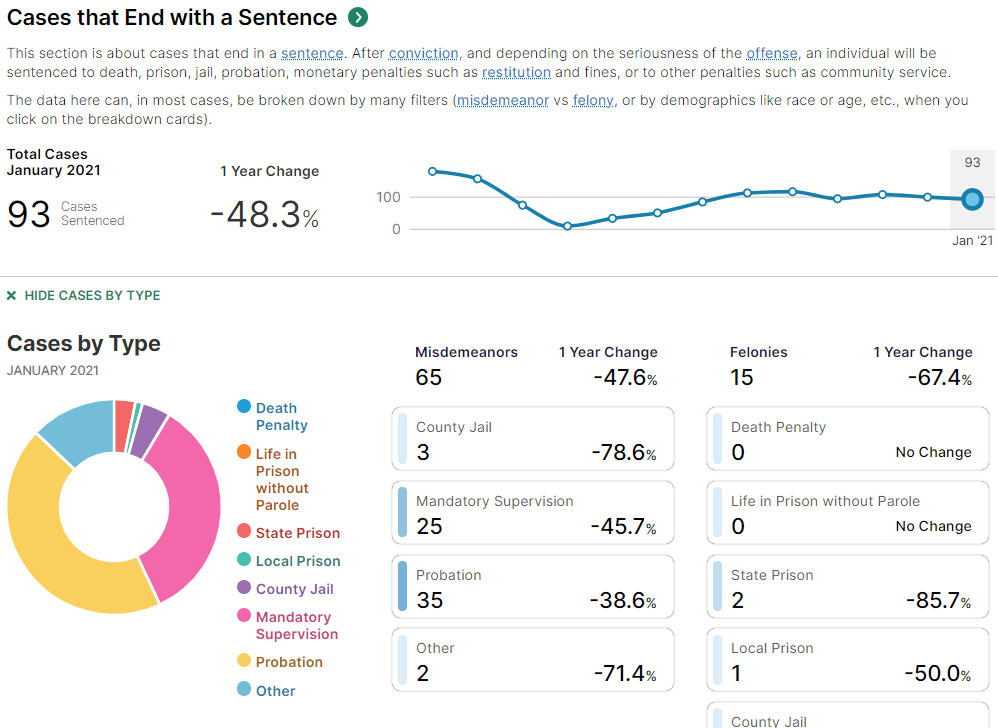 Cases that End with a Sentence
This section is about cases that end in a sentence. After conviction, and depending on the seriousness of the offense, an individual will be
sentenced to death, prison, jail, probation, monetary penalties such as restitution and fines, or to other penalties such as community service.
The data here can, in most cases, be broken down by many filters (misdemeanor vs felony, or by demographics like race or age, etc., when you
click on the breakdown cards).
Total Cases
January 2021
1 Year Change
93 Cases
Sentenced
-48.3%
100
0
93
Jan '21
× HIDE CASES BY TYPE
Cases by Type
JANUARY 2021
Death
Penalty
Life in
Prison
without
Parole
State Prison
Local Prison
County Jail
Mandatory
Supervision
Probation
Other
Misdemeanors 1 Year Change
65 -47.6%
County Jail
3 -78.6%
Mandatory Supervision
25 -45.7%
Probation
35 -38.6%
Other
2 -71.4%
Felonies 1 Year Change
15 -67.4%
Death Penalty
0 No Change
Life in Prison without Parole
0 No Change
State Prison
2 -85.7%
Local Prison
1 -50.0%
County Jail